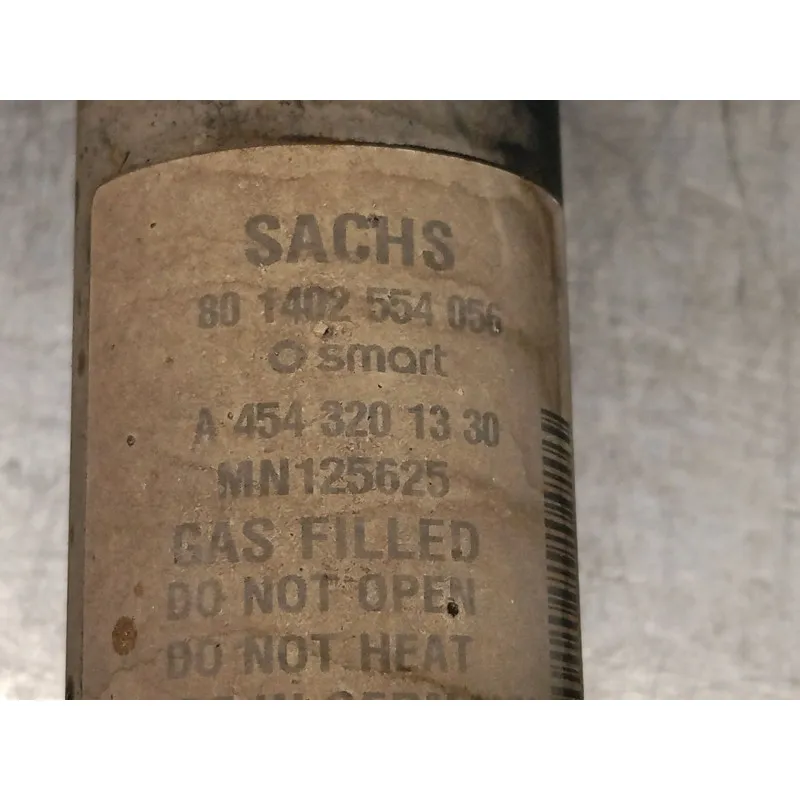 SACHS
80 1402 554 056
smart
A 454 320 13 30
MN125625
GAS FILLED
DO NOT OPEN
DO NOT HEAT
IN